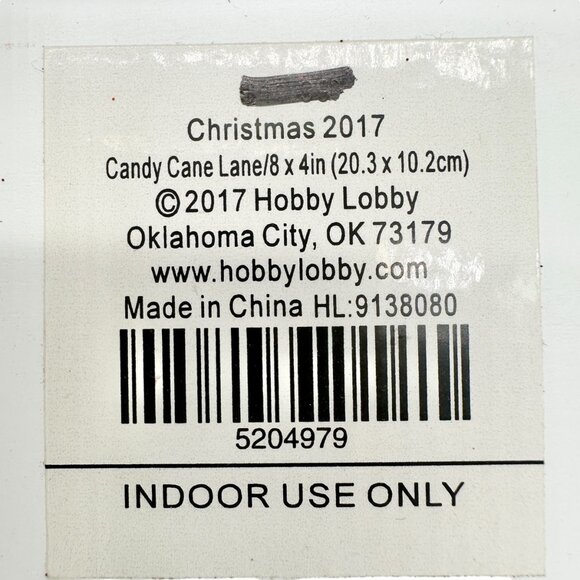 Christmas 2017
Candy Cane Lane/8 x 4in (20.3 x 10.2cm)
© 2017 Hobby Lobby
Oklahoma City, OK 73179
www.hobbylobby.com
Made in China HL:9138080
5204979
INDOOR USE ONLY